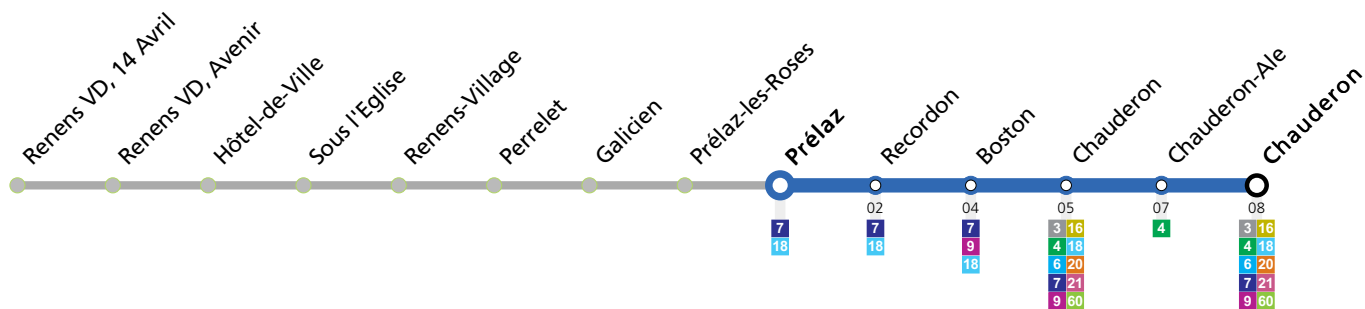 Renens VD, 14 Avril
Renens VD, Avenir
Hôtel-de-Ville
Sous l'Eglise
Renens-Village
Perrelet
Galicien
Prélaz-les-Roses
Prélaz
Recordon
Boston
Chauderon
Chauderon-Ale
Chauderon
02 04 05 07 08
7 7 7 3 16 4 3 16
18 18 9 4 18 4 18
18 6 20 6 20
7 21 7 21
9 60 9 60